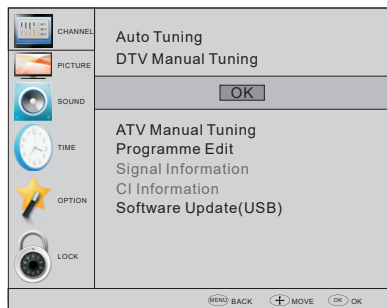 CHANNEL
PICTURE
SOUND
TIME
OPTION
LOCK
Auto Tuning
DTV Manual Tuning
OK
ATV Manual Tuning
Programme Edit
Signal Information
CI Information
Software Update(USB)
MENU BACK MOVE OK OK